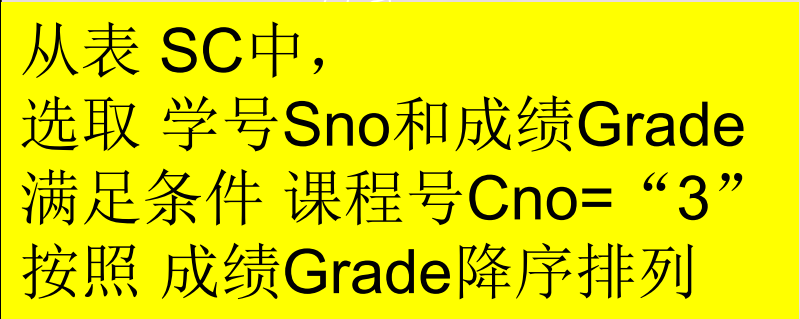 从表 SC中，
选取 学号Sno和成绩Grade
满足条件 课程号Cno=“3”
按照 成绩Grade降序排列